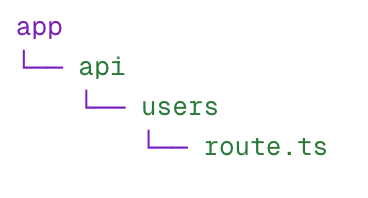 app
└── api
    └── users
        └── route.ts